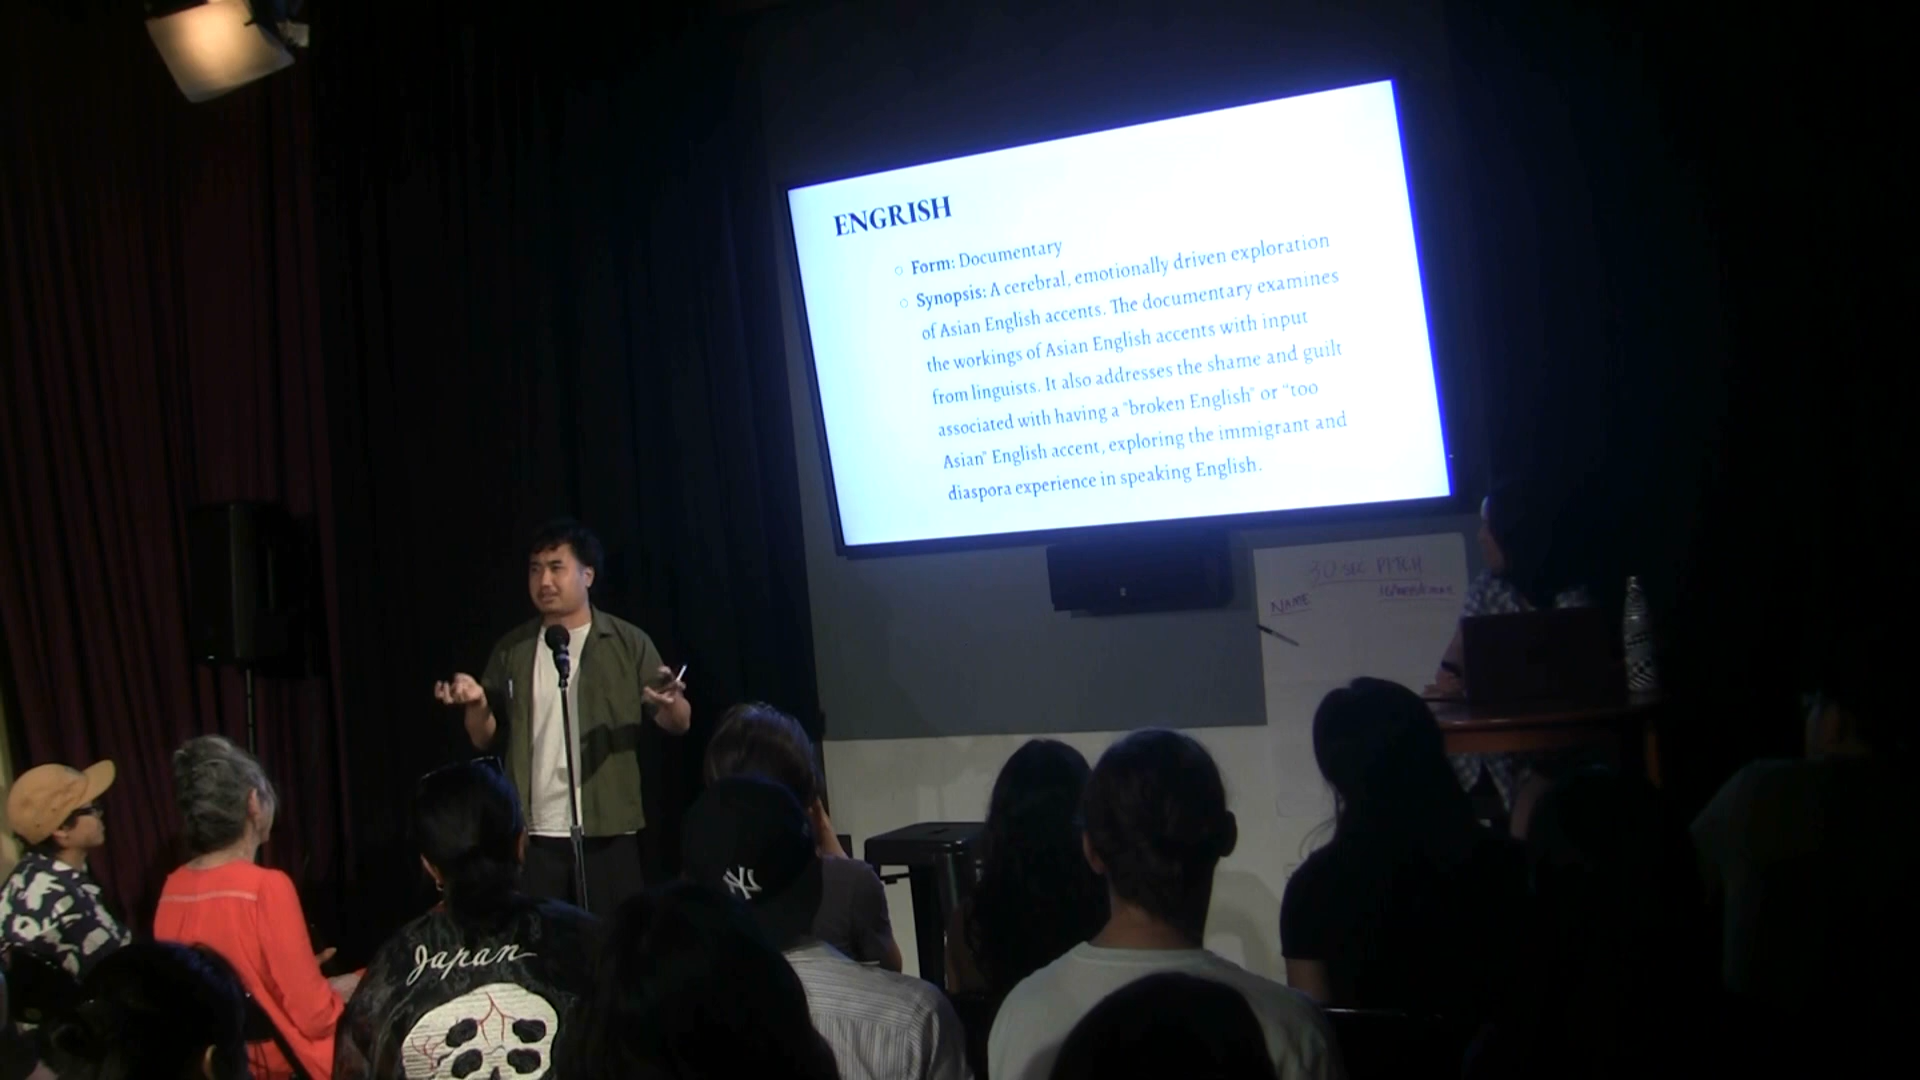 ENGRISH
Form: Documentary
Synopsis: A cerebral, emotionally driven exploration
of Asian English accents. The documentary examines
the workings of Asian English accents with input
from linguists. It also addresses the shame and guilt
associated with having a "broken English" or "too
Asian" English accent, exploring the immigrant and
diaspora experience in speaking English.
30 SEC PITCH
NAME
NY
Japan